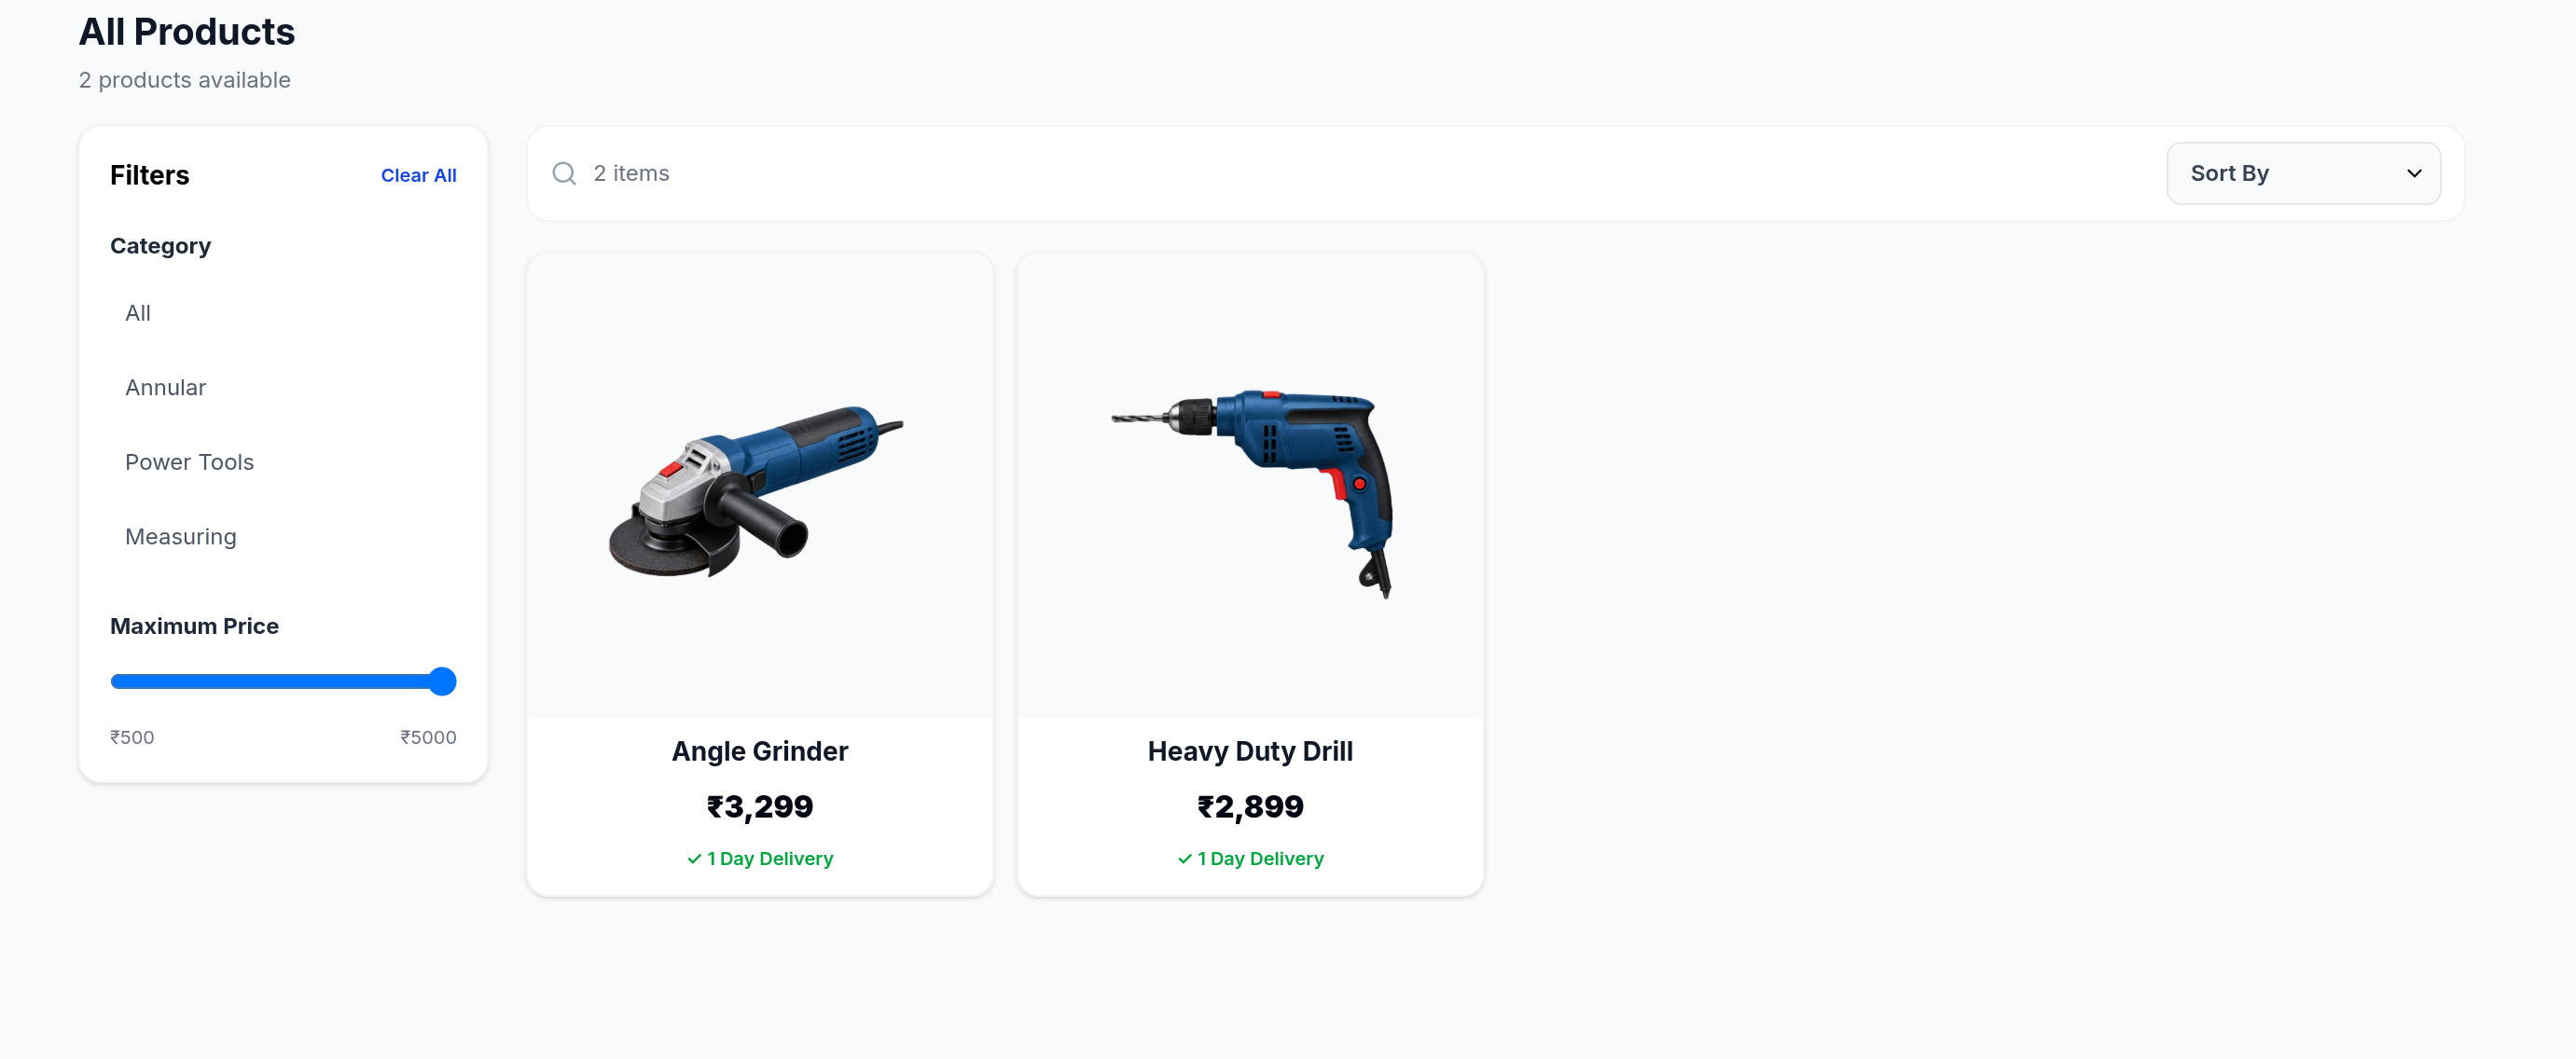 All Products
2 products available
Filters
Clear All
Category
All
Annular
Power Tools
Measuring
Maximum Price
₹500
₹5000
2 items
Sort By
Angle Grinder
₹3,299
✓ 1 Day Delivery
Heavy Duty Drill
₹2,899
✓ 1 Day Delivery